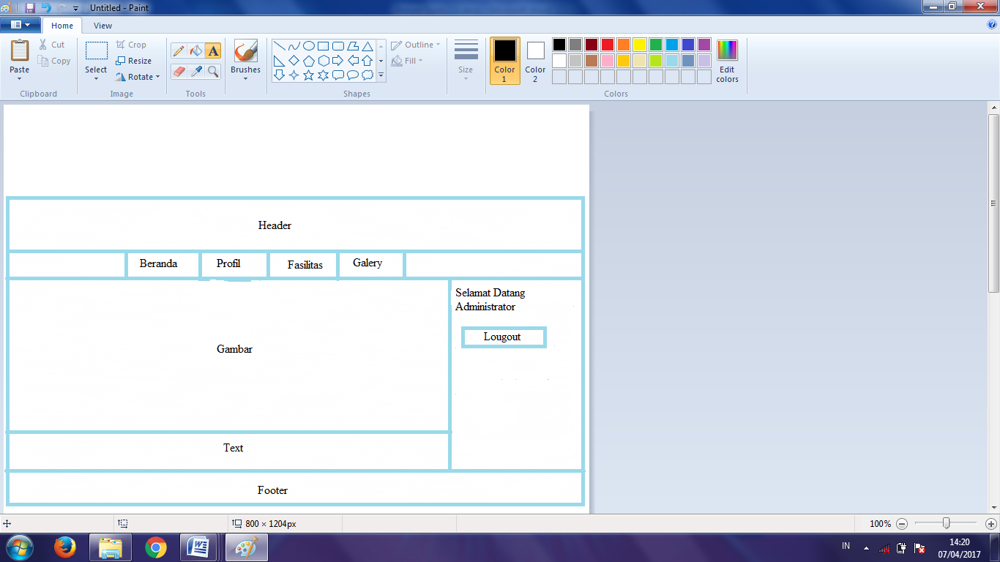 Untitled - Paint
Home
View
Cut
Copy
Paste
Clipboard
Crop
Resize
Rotate
Select
Image
Tools
Brushes
Outline
Fill
Shapes
Size
Color
1
Color
2
Edit
colors
Colors
Header
Beranda
Profil
Fasilitas
Galery
Selamat Datang
Administrator
Lougout
Gambar
Text
Footer
800 × 1204px
100%
IN
14:20
07/04/2017